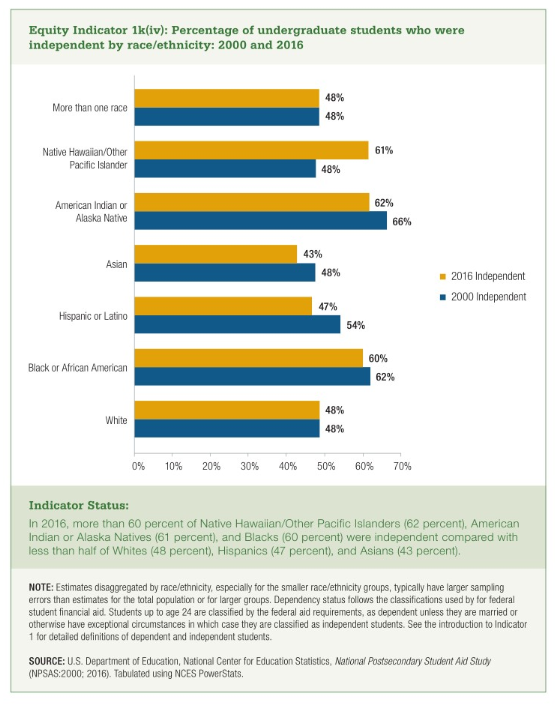 Equity Indicator 1k(iv): Percentage of undergraduate students who were
independent by race/ethnicity: 2000 and 2016
More than one race
48%
48%
Native Hawaiian/Other
Pacific Islander
61%
48%
American Indian or
Alaska Native
62%
66%
Asian
43%
48%
2016 Independent
2000 Independent
Hispanic or Latino
47%
54%
Black or African American
60%
62%
White
48%
48%
0% 10% 20% 30% 40% 50% 60% 70%
Indicator Status:
In 2016, more than 60 percent of Native Hawaiian/Other Pacific Islanders (62 percent), American
Indian or Alaska Natives (61 percent), and Blacks (60 percent) were independent compared with
less than half of Whites (48 percent), Hispanics (47 percent), and Asians (43 percent).
NOTE: Estimates disaggregated by race/ethnicity, especially for the smaller race/ethnicity groups, typically have larger sampling
errors than estimates for the total population or for larger groups. Dependency status follows the classifications used by for federal
student financial aid. Students up to age 24 are classified by the federal aid requirements, as dependent unless they are married or
otherwise have exceptional circumstances in which case they are classified as independent students. See the introduction to Indicator
1 for detailed definitions of dependent and independent students.
SOURCE: U.S. Department of Education, National Center for Education Statistics, National Postsecondary Student Aid Study
(NPSAS:2000; 2016). Tabulated using NCES PowerStats.